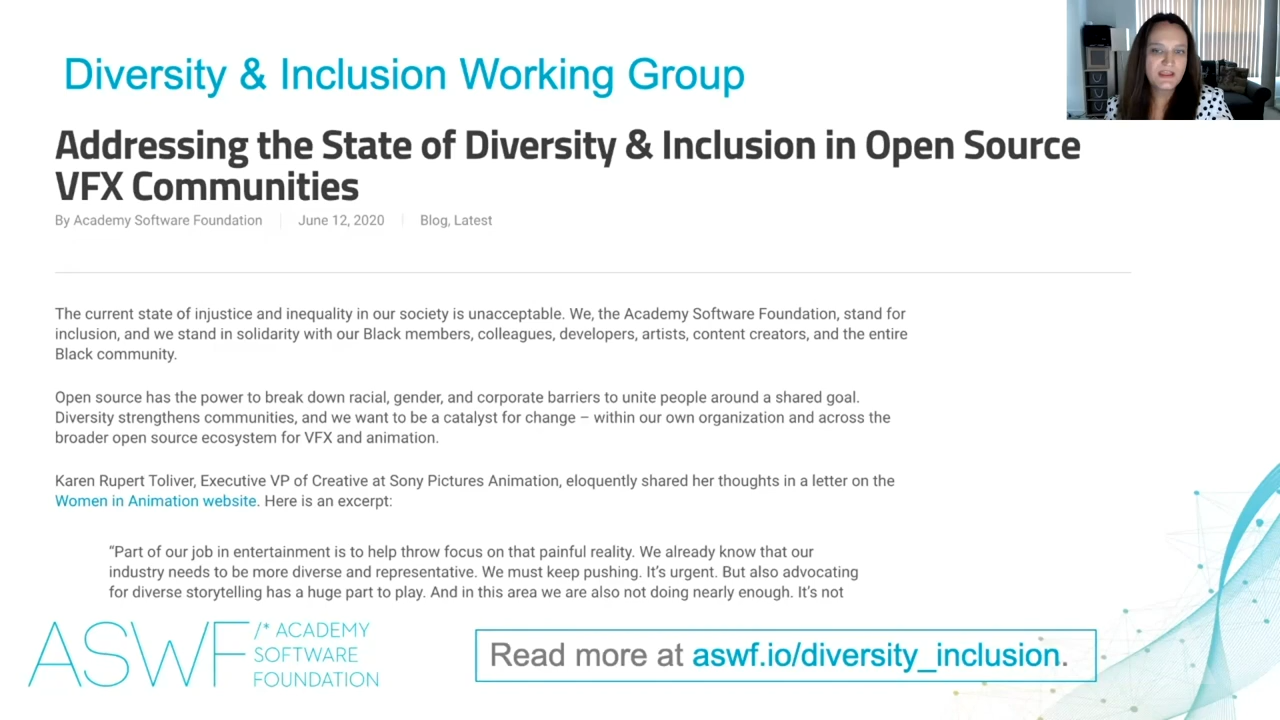 Diversity & Inclusion Working Group
Addressing the State of Diversity & Inclusion in Open Source
VFX Communities
By Academy Software Foundation June 12, 2020 Blog, Latest
The current state of injustice and inequality in our society is unacceptable. We, the Academy Software Foundation, stand for
inclusion, and we stand in solidarity with our Black members, colleagues, developers, artists, content creators, and the entire
Black community.
Open source has the power to break down racial, gender, and corporate barriers to unite people around a shared goal.
Diversity strengthens communities, and we want to be a catalyst for change – within our own organization and across the
broader open source ecosystem for VFX and animation.
Karen Rupert Toliver, Executive VP of Creative at Sony Pictures Animation, eloquently shared her thoughts in a letter on the
Women in Animation website. Here is an excerpt:
“Part of our job in entertainment is to help throw focus on that painful reality. We already know that our
industry needs to be more diverse and representative. We must keep pushing. It’s urgent. But also advocating
for diverse storytelling has a huge part to play. And in this area we are also not doing nearly enough. It’s not
ASWF /* ACADEMY
SOFTWARE
FOUNDATION
Read more at aswf.io/diversity_inclusion.